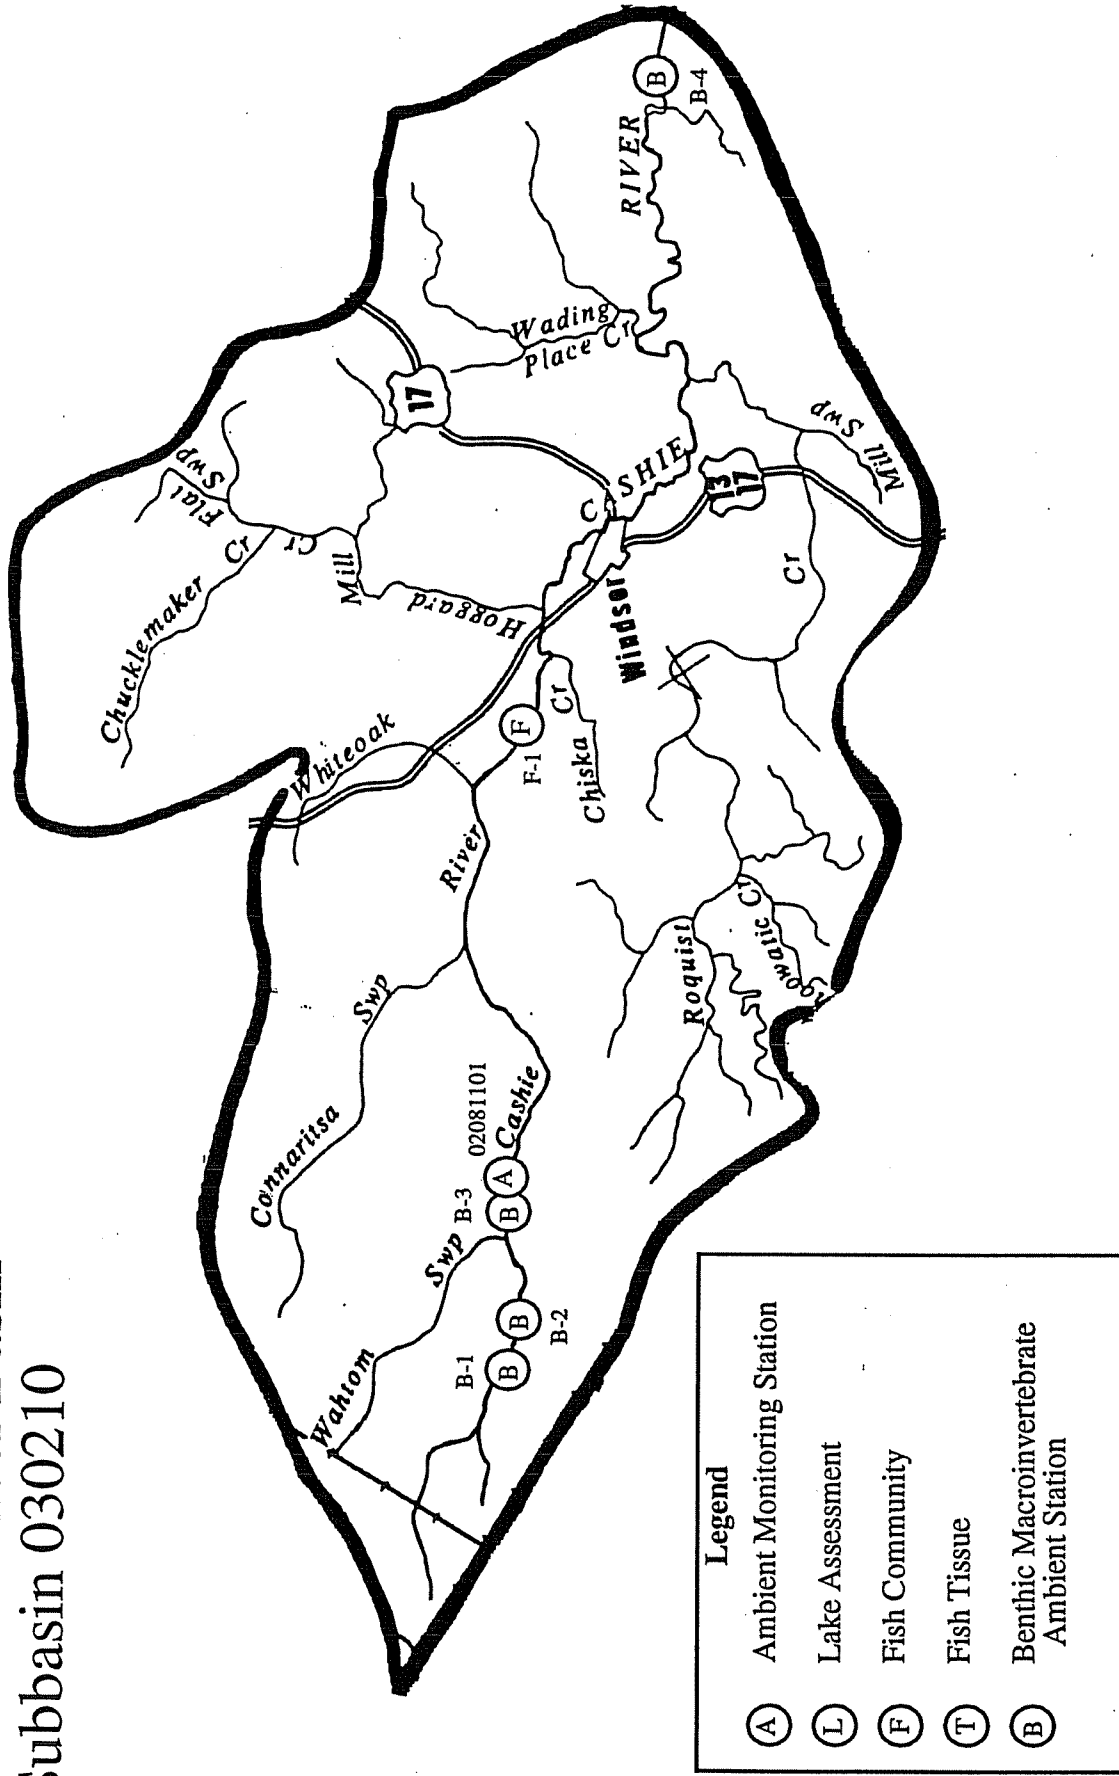 Subbasin 030210
Chucklemaker
Cr
Flat
Swp
Cr
Mill
Hoggard
17
Whiteoak
Wading
Place Cr
RIVER
B
B-4
CASHIE
13
17
Mill
Swp
Cr
Windsor
F
F-1
Chiska
Cr
River
Connaritsa
Swp
Cashie
02081101
A
B
B-3
Wahtom
Swp
B
B-1
B
B-2
Roquist
Cr
Legend
A Ambient Monitoring Station
L Lake Assessment
F Fish Community
T Fish Tissue
B Benthic Macroinvertebrate
Ambient Station